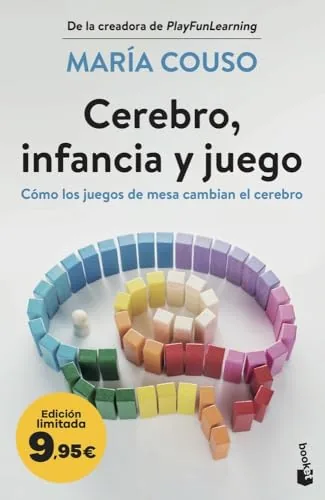 De la creadora de PlayFunLearning
MARÍA COUSO
Cerebro,
infancia y juego
Cómo los juegos de mesa cambian el cerebro
Edición
limitada
9,95€
booket